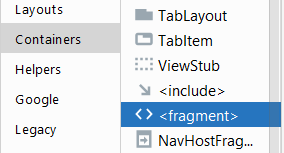 Layouts
Containers
Helpers
Google
Legacy
TabLayout
TabItem
ViewStub
<include>
<fragment>
NavHostFrag...